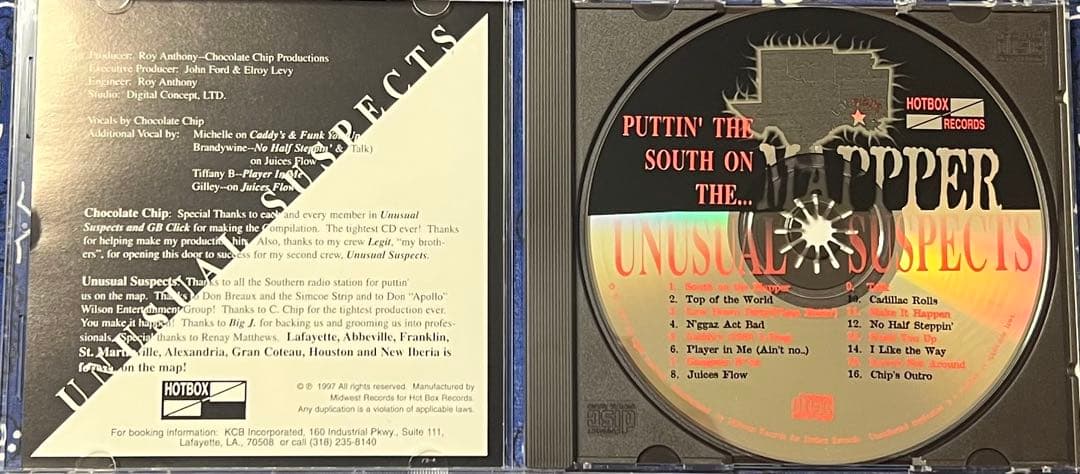 Producer: Roy Anthony--Chocolate Chip Productions
Executive Producer: John Ford & Elroy Levy
Engineer: Roy Anthony
Studio: Digital Concept, LTD.
Vocals by Chocolate Chip
Additional Vocal by: Michelle on Caddy's & Funk You Up
Brandywine--No Half Steppin' & Talk)
on Juices Flow
Tiffany B--Player In Me
Gilley--on Juices Flow
Chocolate Chip: Special Thanks to each and every member in Unusual
Suspects and GB Click for making the Compilation. The tightest CD ever! Thanks
for helping make my production hits. Also, thanks to my crew Legit, "my broth-
ers", for opening this door to success for my second crew, Unusual Suspects.
Unusual Suspects: Thanks to all the Southern radio station for puttin'
us on the map. Thanks to Don Breaux and the Simcoe Strip and to Don "Apollo"
Wilson Entertainment Group! Thanks to C. Chip for the tightest production ever.
You make it happen! Thanks to Big J. for backing us and grooming us into profes-
sionals. Special thanks to Renay Matthews. Lafayette, Abbeville, Franklin,
St. Martinville, Alexandria, Gran Coteau, Houston and New Iberia is
on the map!
UNUSUAL SUSPECTS
HOTBOX
RECORDS
© ℗ 1997 All rights reserved. Manufactured by
Midwest Records for Hot Box Records.
Any duplication is a violation of applicable laws.
For booking information: KCB Incorporated, 160 Industrial Pkwy., Suite 111,
Lafayette, LA., 70508 or call (318) 235-8140
HOTBOX
RECORDS
PUTTIN' THE
SOUTH ON
THE...
MAPPPER
UNUSUAL SUSPECTS
1. South on the Mapper
2. Top of the World
3.
4. N'ggaz Act Bad
5.
6. Player in Me (Ain't no..)
7.
8. Juices Flow
9. Talk
10. Cadillac Rolls
11. Make It Happen
12. No Half Steppin'
13. You Up
14. I Like the Way
15. Around
16. Chip's Outro